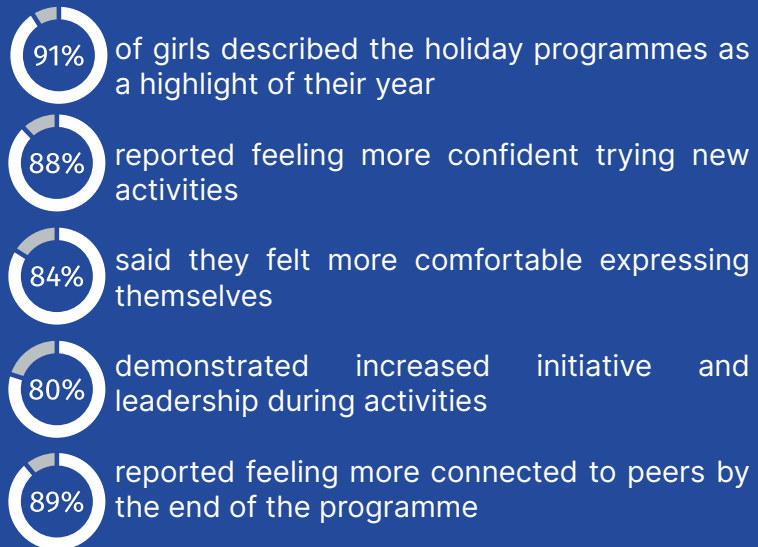 91%
of girls described the holiday programmes as
a highlight of their year
88%
reported feeling more confident trying new
activities
84%
said they felt more comfortable expressing
themselves
80%
demonstrated increased initiative and
leadership during activities
89%
reported feeling more connected to peers by
the end of the programme